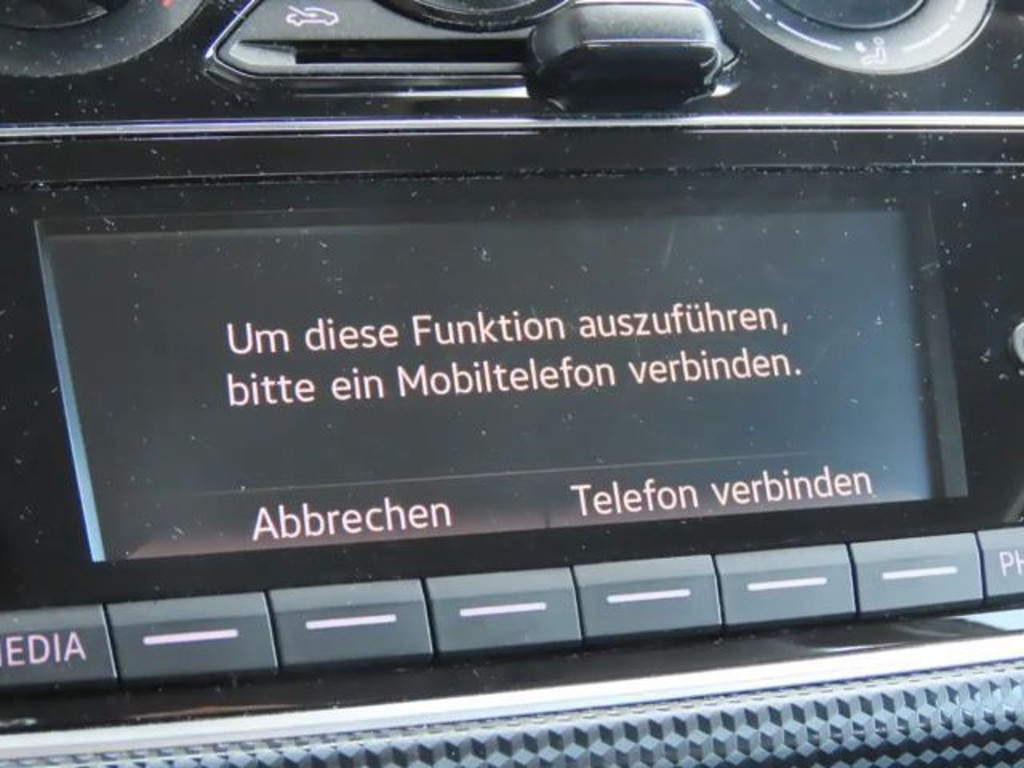 Um diese Funktion auszuführen,
bitte ein Mobiltelefon verbinden.
Abbrechen Telefon verbinden
EDIA PH